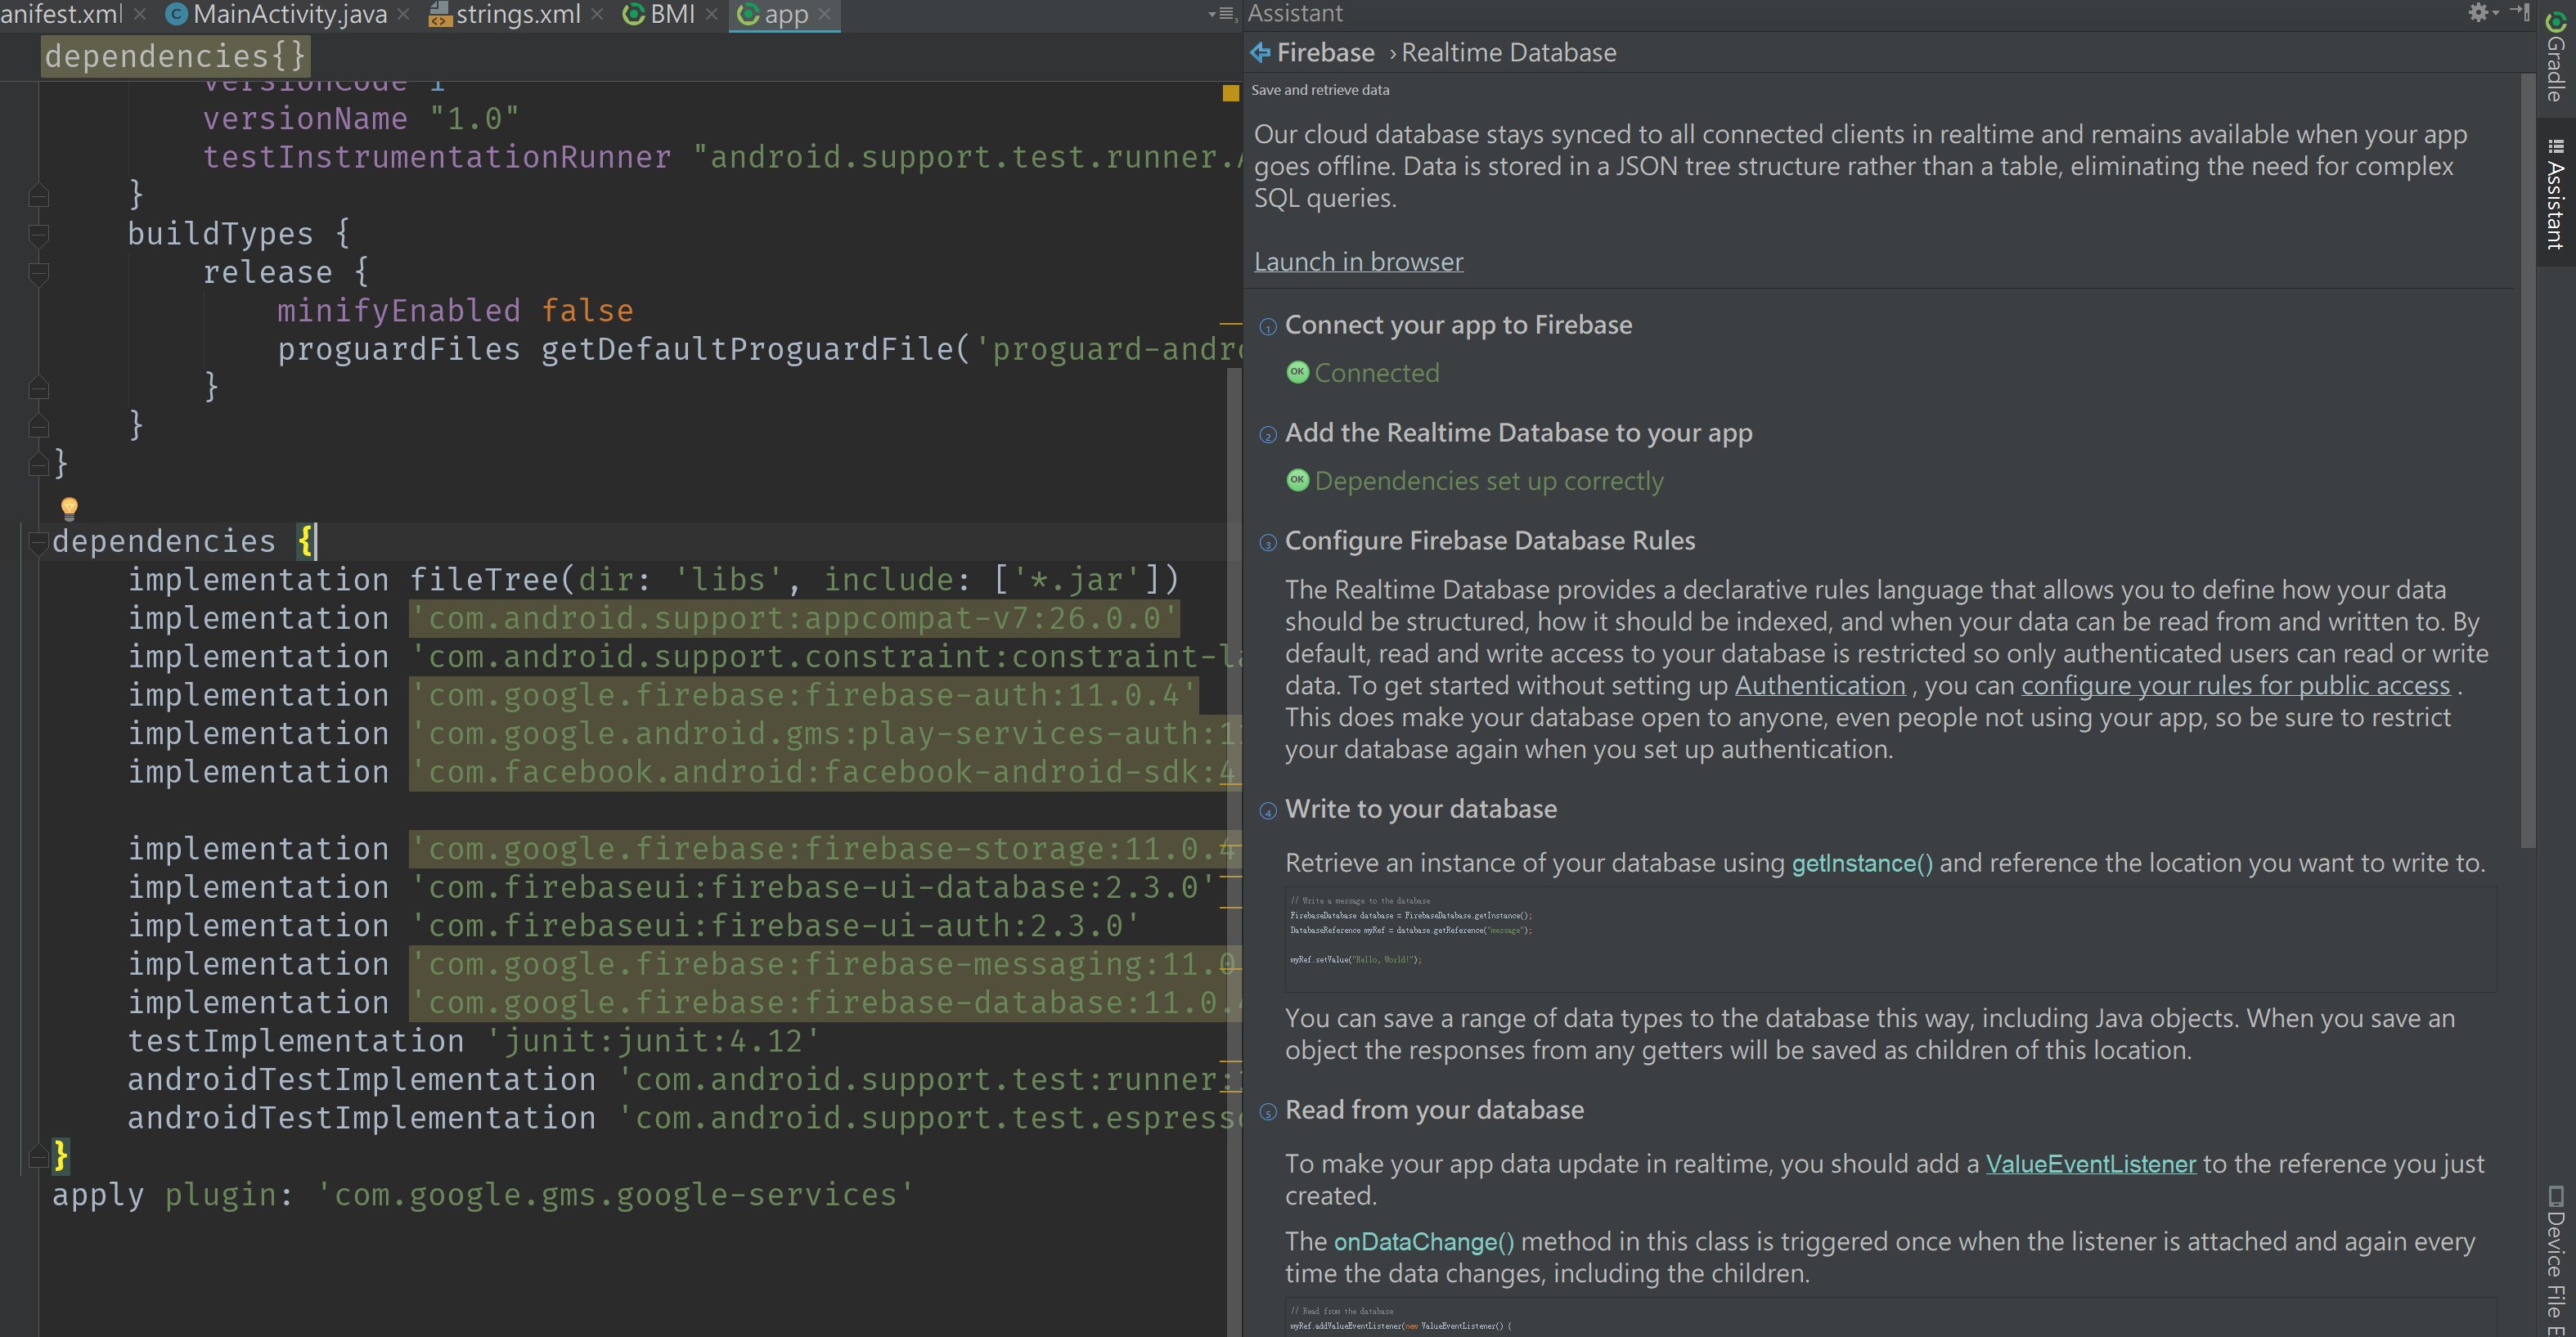 anifest.xml
MainActivity.java
strings.xml
BMI
app
dependencies{}
versionCode 1
versionName "1.0"
testInstrumentationRunner "android.support.test.runner.
}
buildTypes {
release {
minifyEnabled false
proguardFiles getDefaultProguardFile('proguard-andr
}
}
}
dependencies {
implementation fileTree(dir: 'libs', include: ['*.jar'])
implementation 'com.android.support:appcompat-v7:26.0.0'
implementation 'com.android.support.constraint:constraint-la
implementation 'com.google.firebase:firebase-auth:11.0.4'
implementation 'com.google.android.gms:play-services-auth:11
implementation 'com.facebook.android:facebook-android-sdk:4
implementation 'com.google.firebase:firebase-storage:11.0.4
implementation 'com.firebaseui:firebase-ui-database:2.3.0'
implementation 'com.firebaseui:firebase-ui-auth:2.3.0'
implementation 'com.google.firebase:firebase-messaging:11.0
implementation 'com.google.firebase:firebase-database:11.0.4
testImplementation 'junit:junit:4.12'
androidTestImplementation 'com.android.support.test:runner:
androidTestImplementation 'com.android.support.test.espresso
}
apply plugin: 'com.google.gms.google-services'
Assistant
Firebase › Realtime Database
Save and retrieve data
Our cloud database stays synced to all connected clients in realtime and remains available when your app
goes offline. Data is stored in a JSON tree structure rather than a table, eliminating the need for complex
SQL queries.
Launch in browser
1 Connect your app to Firebase
OK Connected
2 Add the Realtime Database to your app
OK Dependencies set up correctly
3 Configure Firebase Database Rules
The Realtime Database provides a declarative rules language that allows you to define how your data
should be structured, how it should be indexed, and when your data can be read from and written to. By
default, read and write access to your database is restricted so only authenticated users can read or write
data. To get started without setting up Authentication , you can configure your rules for public access .
This does make your database open to anyone, even people not using your app, so be sure to restrict
your database again when you set up authentication.
4 Write to your database
Retrieve an instance of your database using getInstance() and reference the location you want to write to.
// Write a message to the database
FirebaseDatabase database = FirebaseDatabase.getInstance();
DatabaseReference myRef = database.getReference("message");
myRef.setValue("Hello, World!");
You can save a range of data types to the database this way, including Java objects. When you save an
object the responses from any getters will be saved as children of this location.
5 Read from your database
To make your app data update in realtime, you should add a ValueEventListener to the reference you just
created.
The onDataChange() method in this class is triggered once when the listener is attached and again every
time the data changes, including the children.
// Read from the database
myRef.addValueEventListener(new ValueEventListener() {
Gradle
Assistant
Device File E